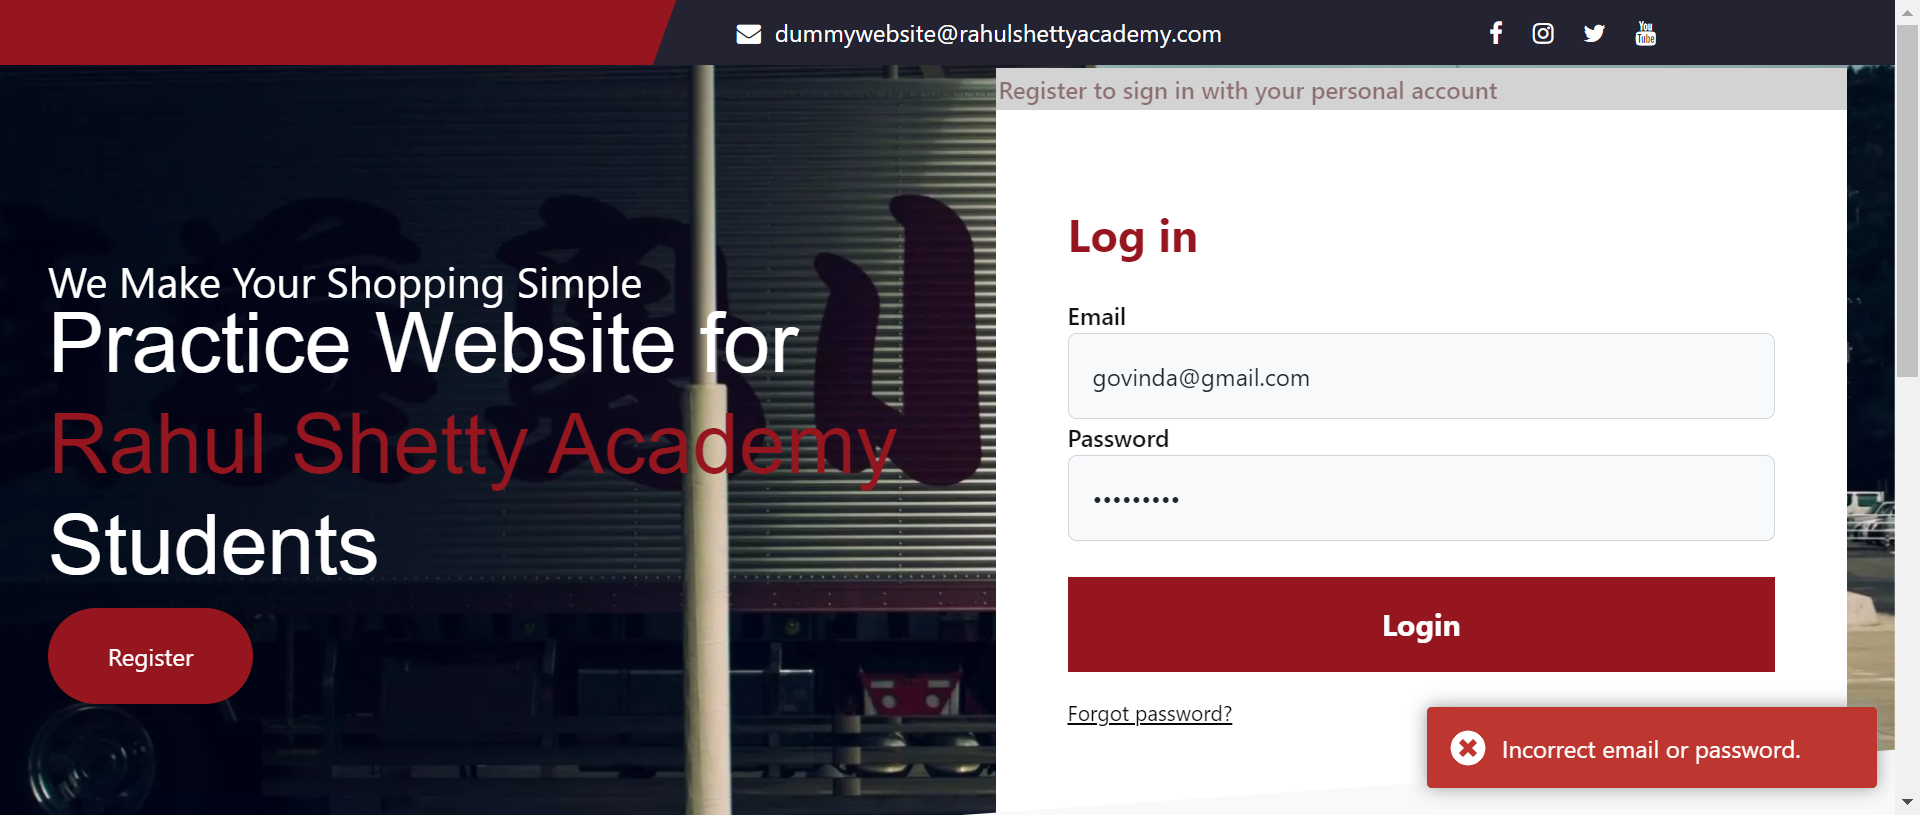 dummywebsite@rahulshettyacademy.com
You
Tube
Register to sign in with your personal account
We Make Your Shopping Simple
Practice Website for
Rahul Shetty Academy
Students
Register
Log in
Email
govinda@gmail.com
Password
•••••••••
Login
Forgot password?
Incorrect email or password.